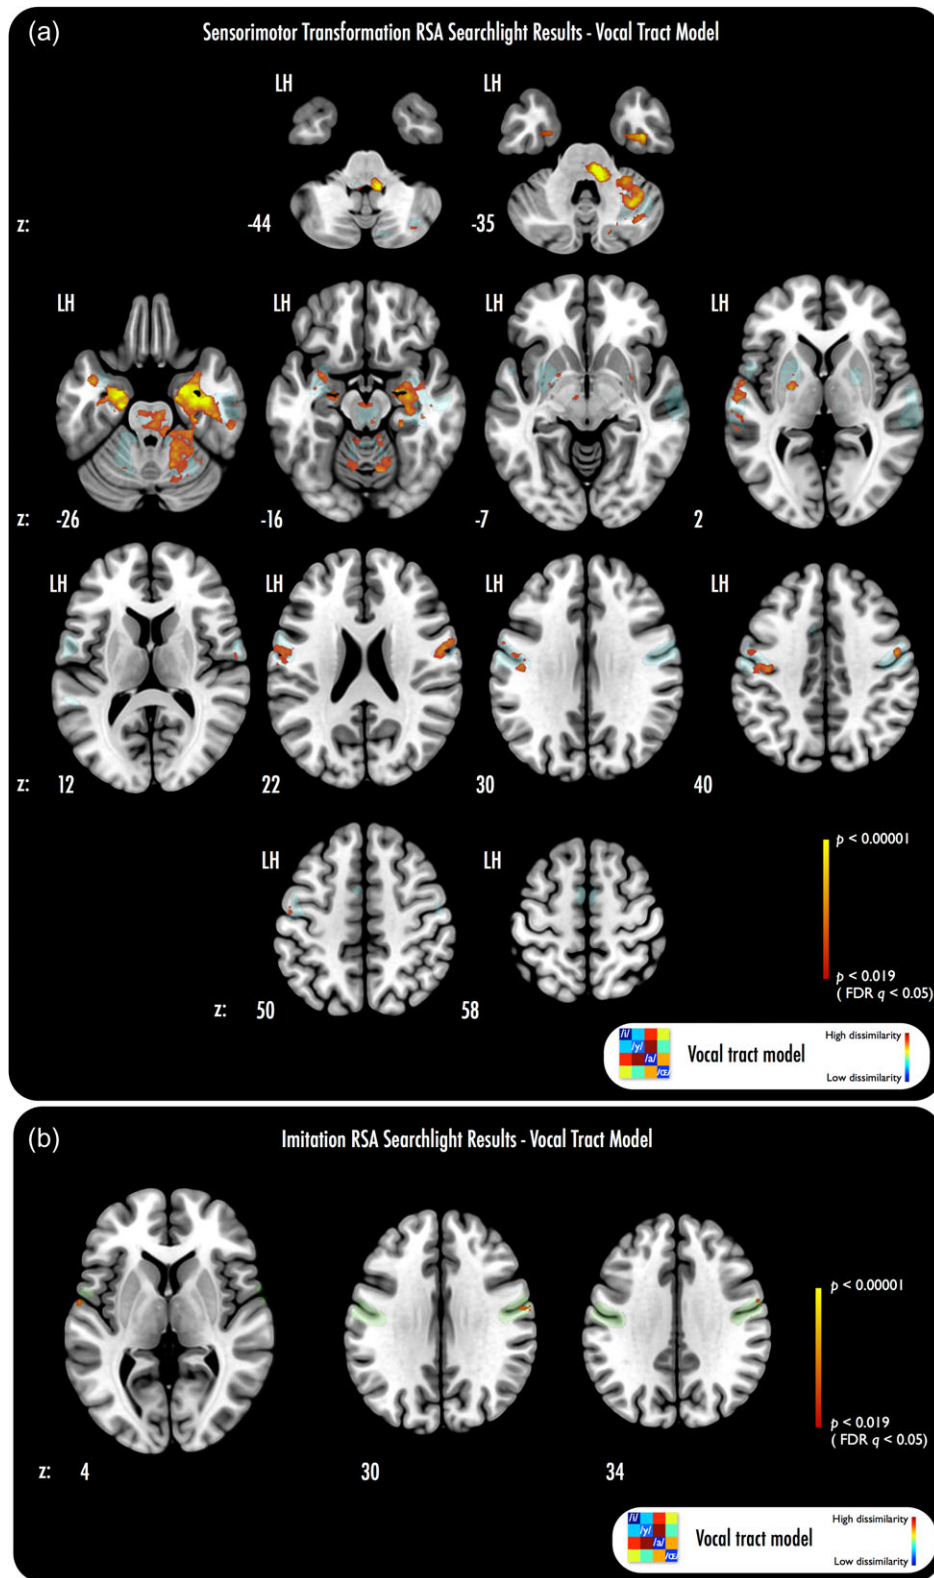 (a)
Sensorimotor Transformation RSA Searchlight Results - Vocal Tract Model
LH LH
z: -44 -35
LH LH LH LH
z: -26 -16 -7 2
LH LH LH LH
z: 12 22 30 40
LH LH
p < 0.00001
p < 0.019
( FDR q < 0.05)
z: 50 58
/i/
/y/
/a/
/œ/
Vocal tract model
High dissimilarity
Low dissimilarity
(b)
Imitation RSA Searchlight Results - Vocal Tract Model
p < 0.00001
p < 0.019
( FDR q < 0.05)
z: 4 30 34
/i/
/y/
/a/
/œ/
Vocal tract model
High dissimilarity
Low dissimilarity